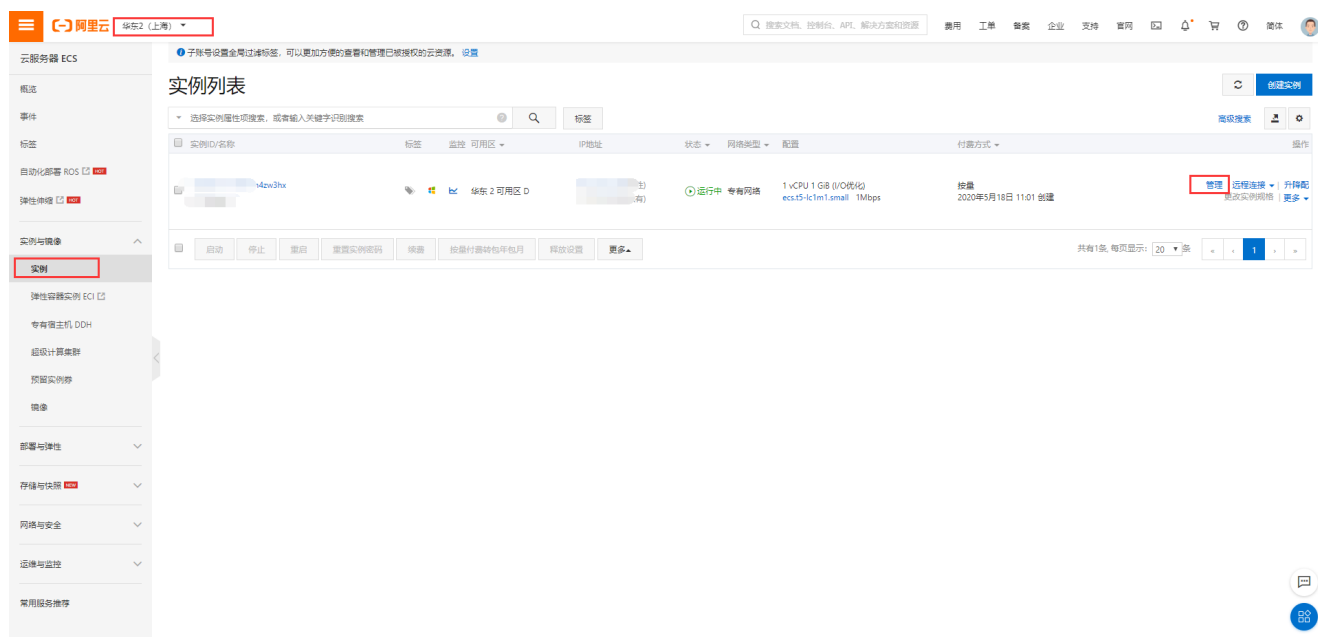 阿里云 华东2（上海） 搜索文档、控制台、API、解决方案和资源 费用 工单 备案 企业 支持 官网 简体
云服务器 ECS
子账号设置全局过滤标签，可以更加方便的查看和管理已被授权的云资源。 设置
概览
事件
标签
自动化部署 ROS HOT
弹性伸缩 HOT
实例与镜像
实例
弹性容器实例 ECI
专有宿主机 DDH
超级计算集群
预留实例券
镜像
部署与弹性
存储与快照 NEW
网络与安全
运维与监控
常用服务推荐
实例列表 创建实例
选择实例属性项搜索，或者输入关键字识别搜索 标签 高级搜索
实例ID/名称 标签 监控 可用区 IP地址 状态 网络类型 配置 付费方式 操作
n4zw3hx 华东 2 可用区 D 运行中 专有网络 1 vCPU 1 GiB (I/O优化) 按量 管理 远程连接 | 升降配
有) ecs.t5-lc1m1.small 1Mbps 2020年5月18日 11:01 创建 更改实例规格 | 更多
启动 停止 重启 重置实例密码 续费 按量付费转包年包月 释放设置 更多 共有1条, 每页显示: 20 条 « ‹ 1 › »